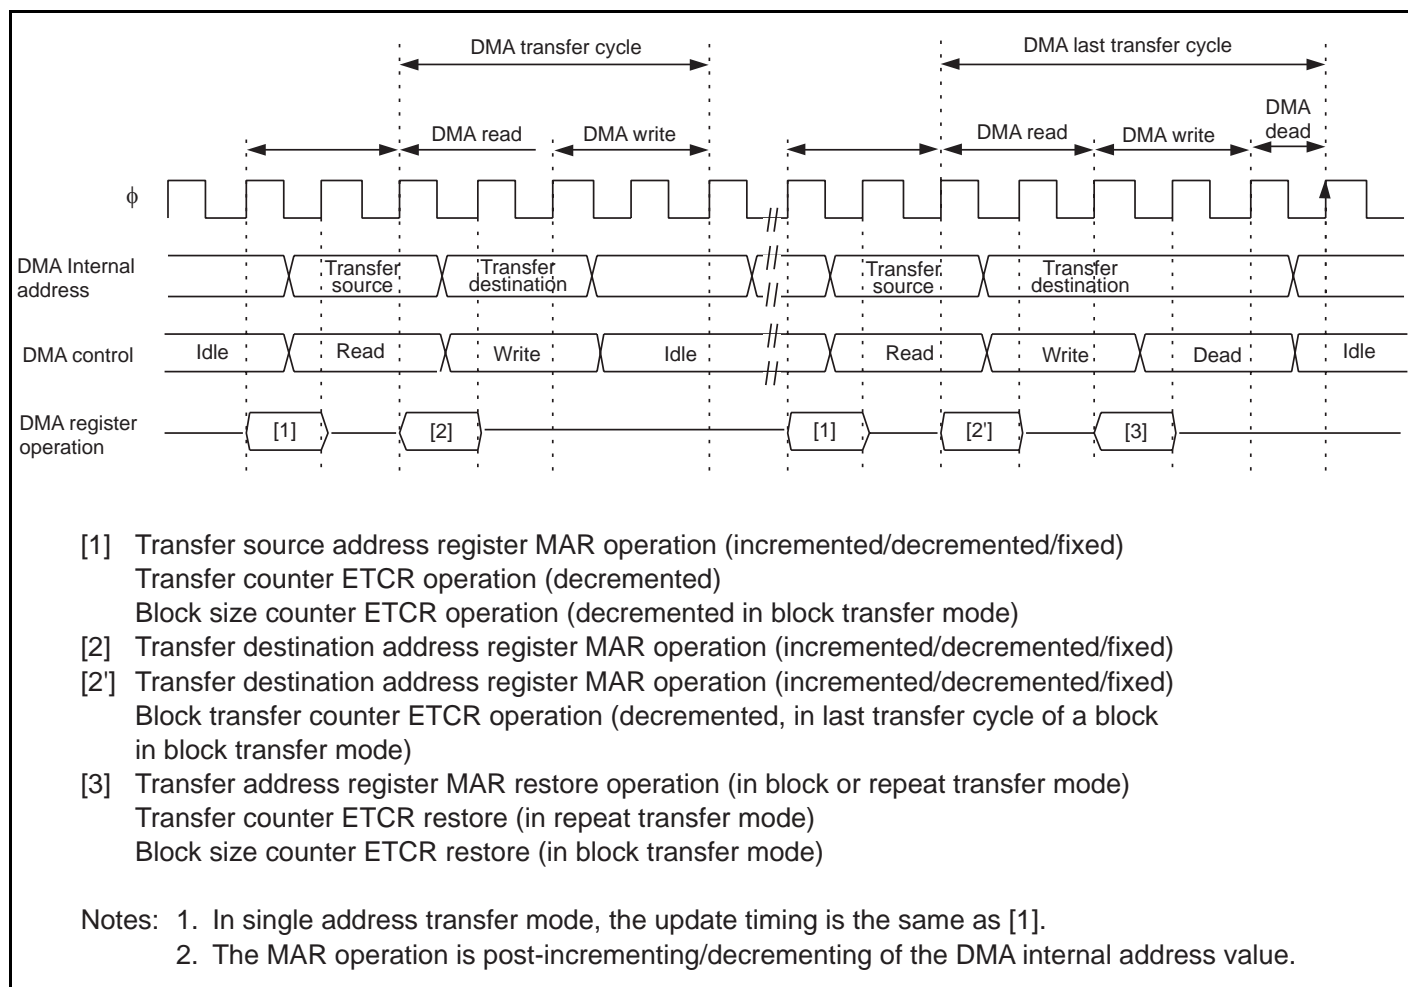 DMA transfer cycle DMA last transfer cycle
DMA read DMA write DMA read DMA write DMA dead
ϕ
DMA Internal address Transfer source Transfer destination Transfer source Transfer destination
DMA control Idle Read Write Idle Read Write Dead Idle
DMA register operation [1] [2] [1] [2'] [3]
[1] Transfer source address register MAR operation (incremented/decremented/fixed)
Transfer counter ETCR operation (decremented)
Block size counter ETCR operation (decremented in block transfer mode)
[2] Transfer destination address register MAR operation (incremented/decremented/fixed)
[2'] Transfer destination address register MAR operation (incremented/decremented/fixed)
Block transfer counter ETCR operation (decremented, in last transfer cycle of a block
in block transfer mode)
[3] Transfer address register MAR restore operation (in block or repeat transfer mode)
Transfer counter ETCR restore (in repeat transfer mode)
Block size counter ETCR restore (in block transfer mode)
Notes: 1. In single address transfer mode, the update timing is the same as [1].
2. The MAR operation is post-incrementing/decrementing of the DMA internal address value.